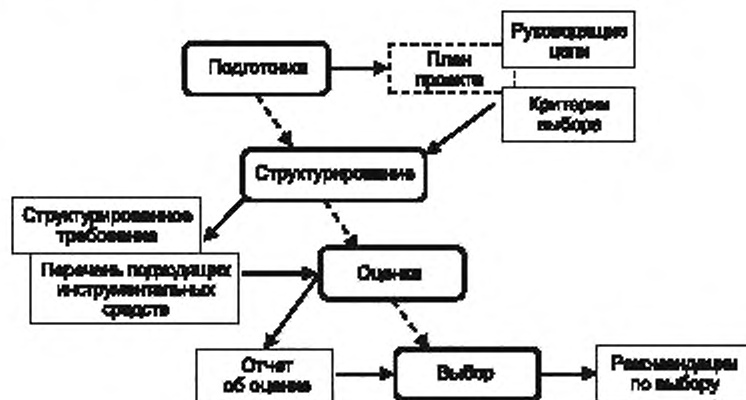 Руководящие
цели
Подготовка
План
проекта
Критерии
выбора
Структурирование
Структурированное
требование
Перечень подходящих
инструментальных
средств
Оценка
Отчет
об оценке
Выбор
Рекомендации
по выбору